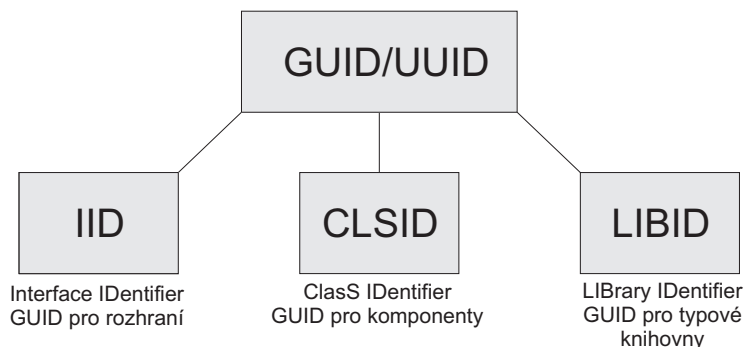 GUID/UUID
IID
CLSID
LIBID
Interface IDentifier
GUID pro rozhraní
ClasS IDentifier
GUID pro komponenty
LIBrary IDentifier
GUID pro typové
knihovny